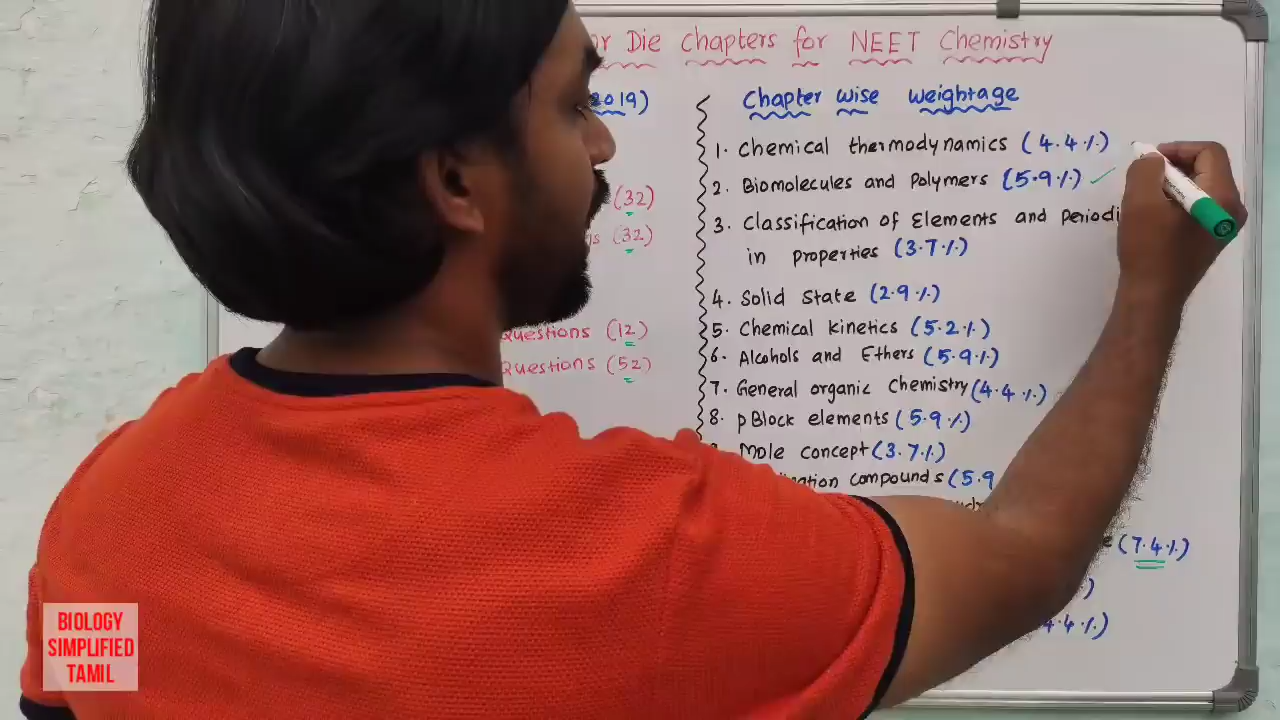 or Die Chapters for NEET Chemistry
2019)
(32)
(32)
Questions (12)
Questions (52)
Chapter wise weightage
1. Chemical thermodynamics (4.4%)
2. Biomolecules and Polymers (5.9%) ✓
3. Classification of Elements and periodi
in properties (3.7%)
4. Solid state (2.9%)
5. Chemical kinetics (5.2%)
6. Alcohols and Ethers (5.9%)
7. General organic Chemistry (4.4%)
8. p Block elements (5.9%)
Mole concept (3.7%)
compounds (5.9
(7.4%)
4.4%)
BIOLOGY
SIMPLIFIED
TAMIL